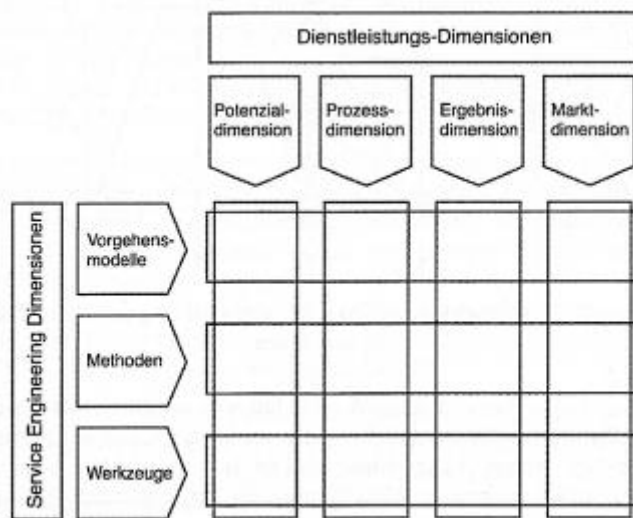 Dienstleistungs-Dimensionen
Potenzial-
dimension
Prozess-
dimension
Ergebnis-
dimension
Markt-
dimension
Service Engineering Dimensionen
Vorgehens-
modelle
Methoden
Werkzeuge